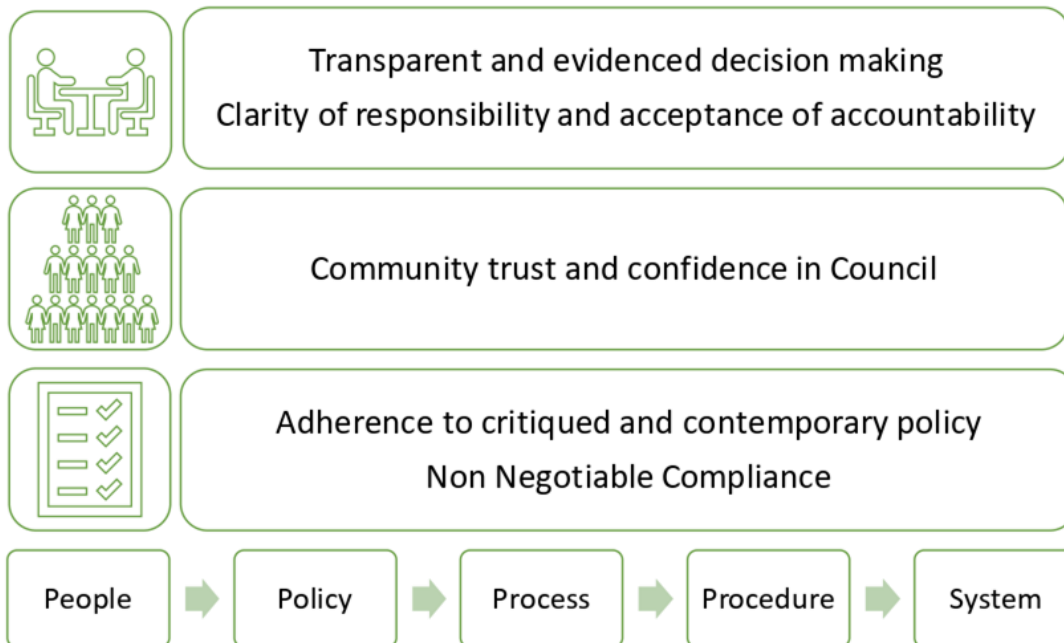 Transparent and evidenced decision making
Clarity of responsibility and acceptance of accountability
Community trust and confidence in Council
Adherence to critiqued and contemporary policy
Non Negotiable Compliance
People
Policy
Process
Procedure
System